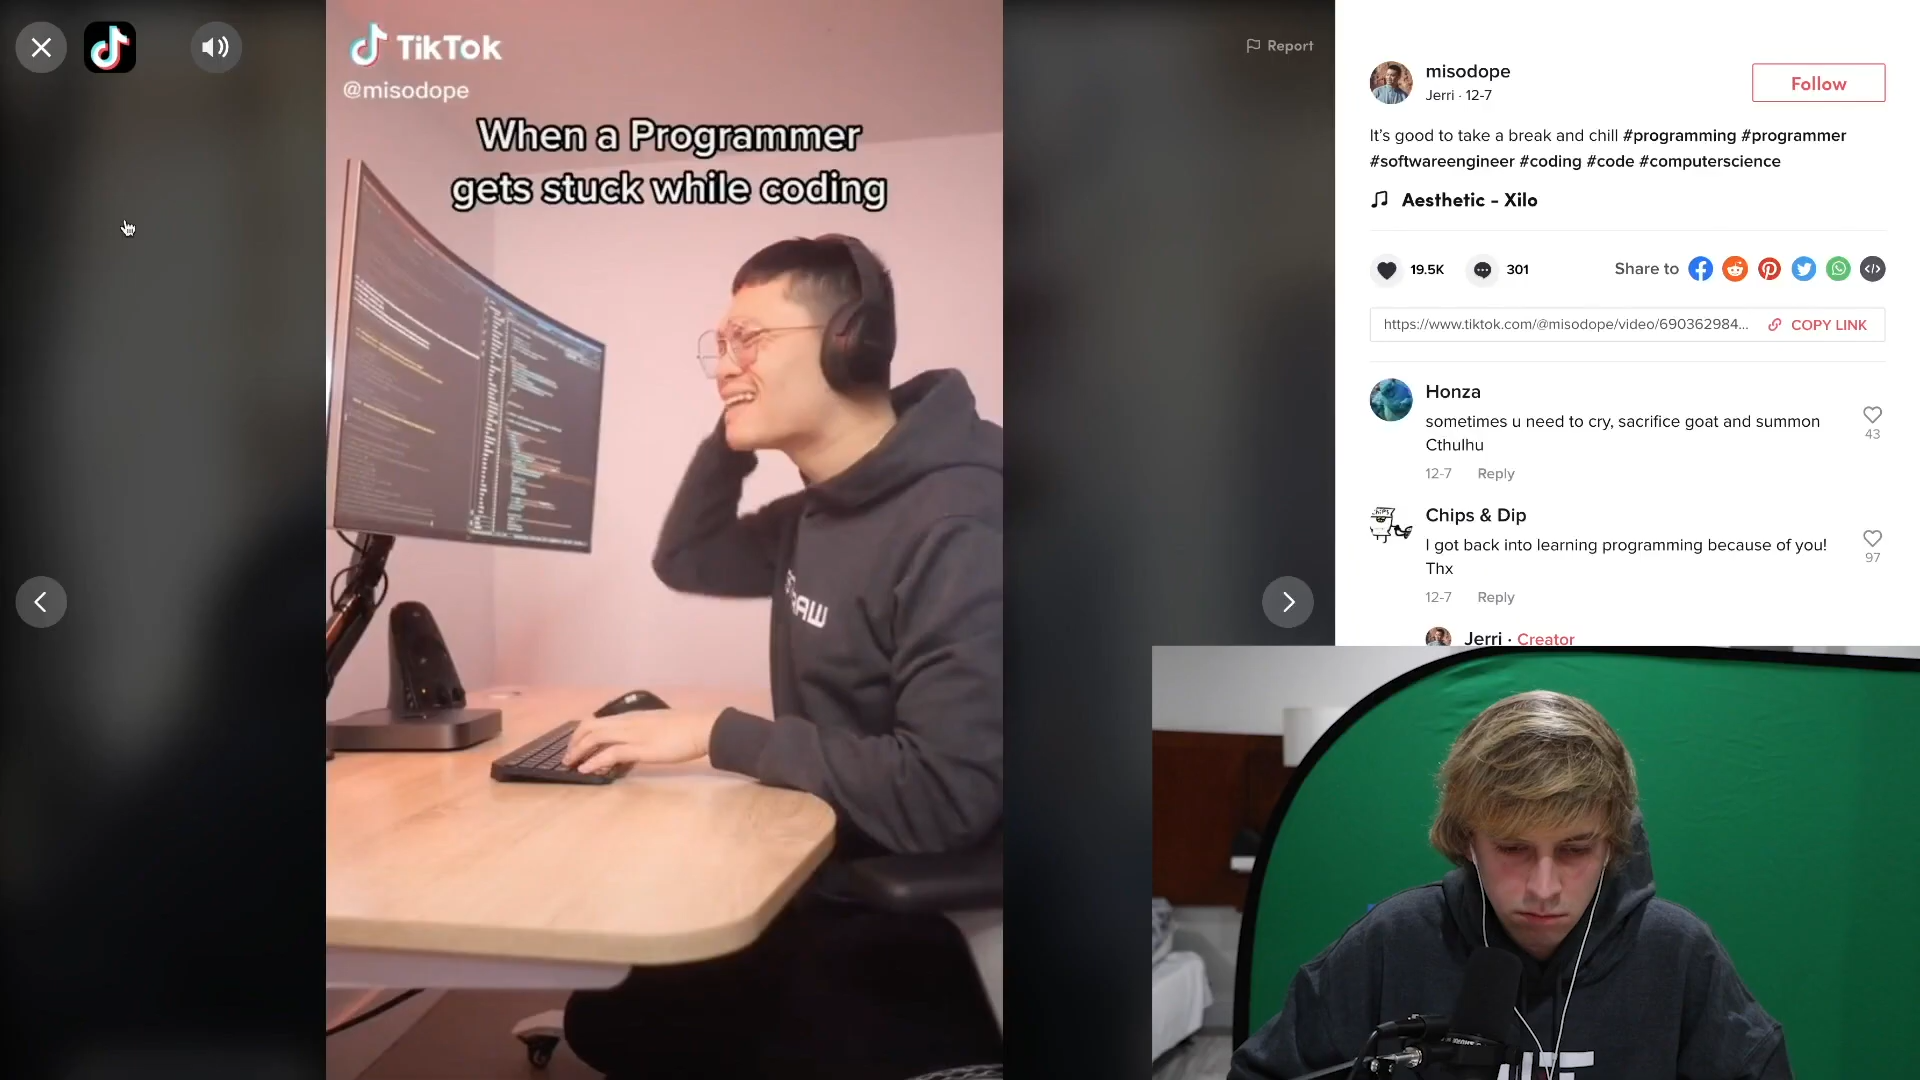 TikTok
@misodope
When a Programmer
gets stuck while coding
Report
misodope
Jerri · 12-7
Follow
It's good to take a break and chill #programming #programmer
#softwareengineer #coding #code #computerscience
Aesthetic - Xilo
19.5K
301
Share to
https://www.tiktok.com/@misodope/video/690362984...
COPY LINK
Honza
sometimes u need to cry, sacrifice goat and summon
Cthulhu
43
12-7 Reply
Chips & Dip
I got back into learning programming because of you!
Thx
97
12-7 Reply
Jerri · Creator